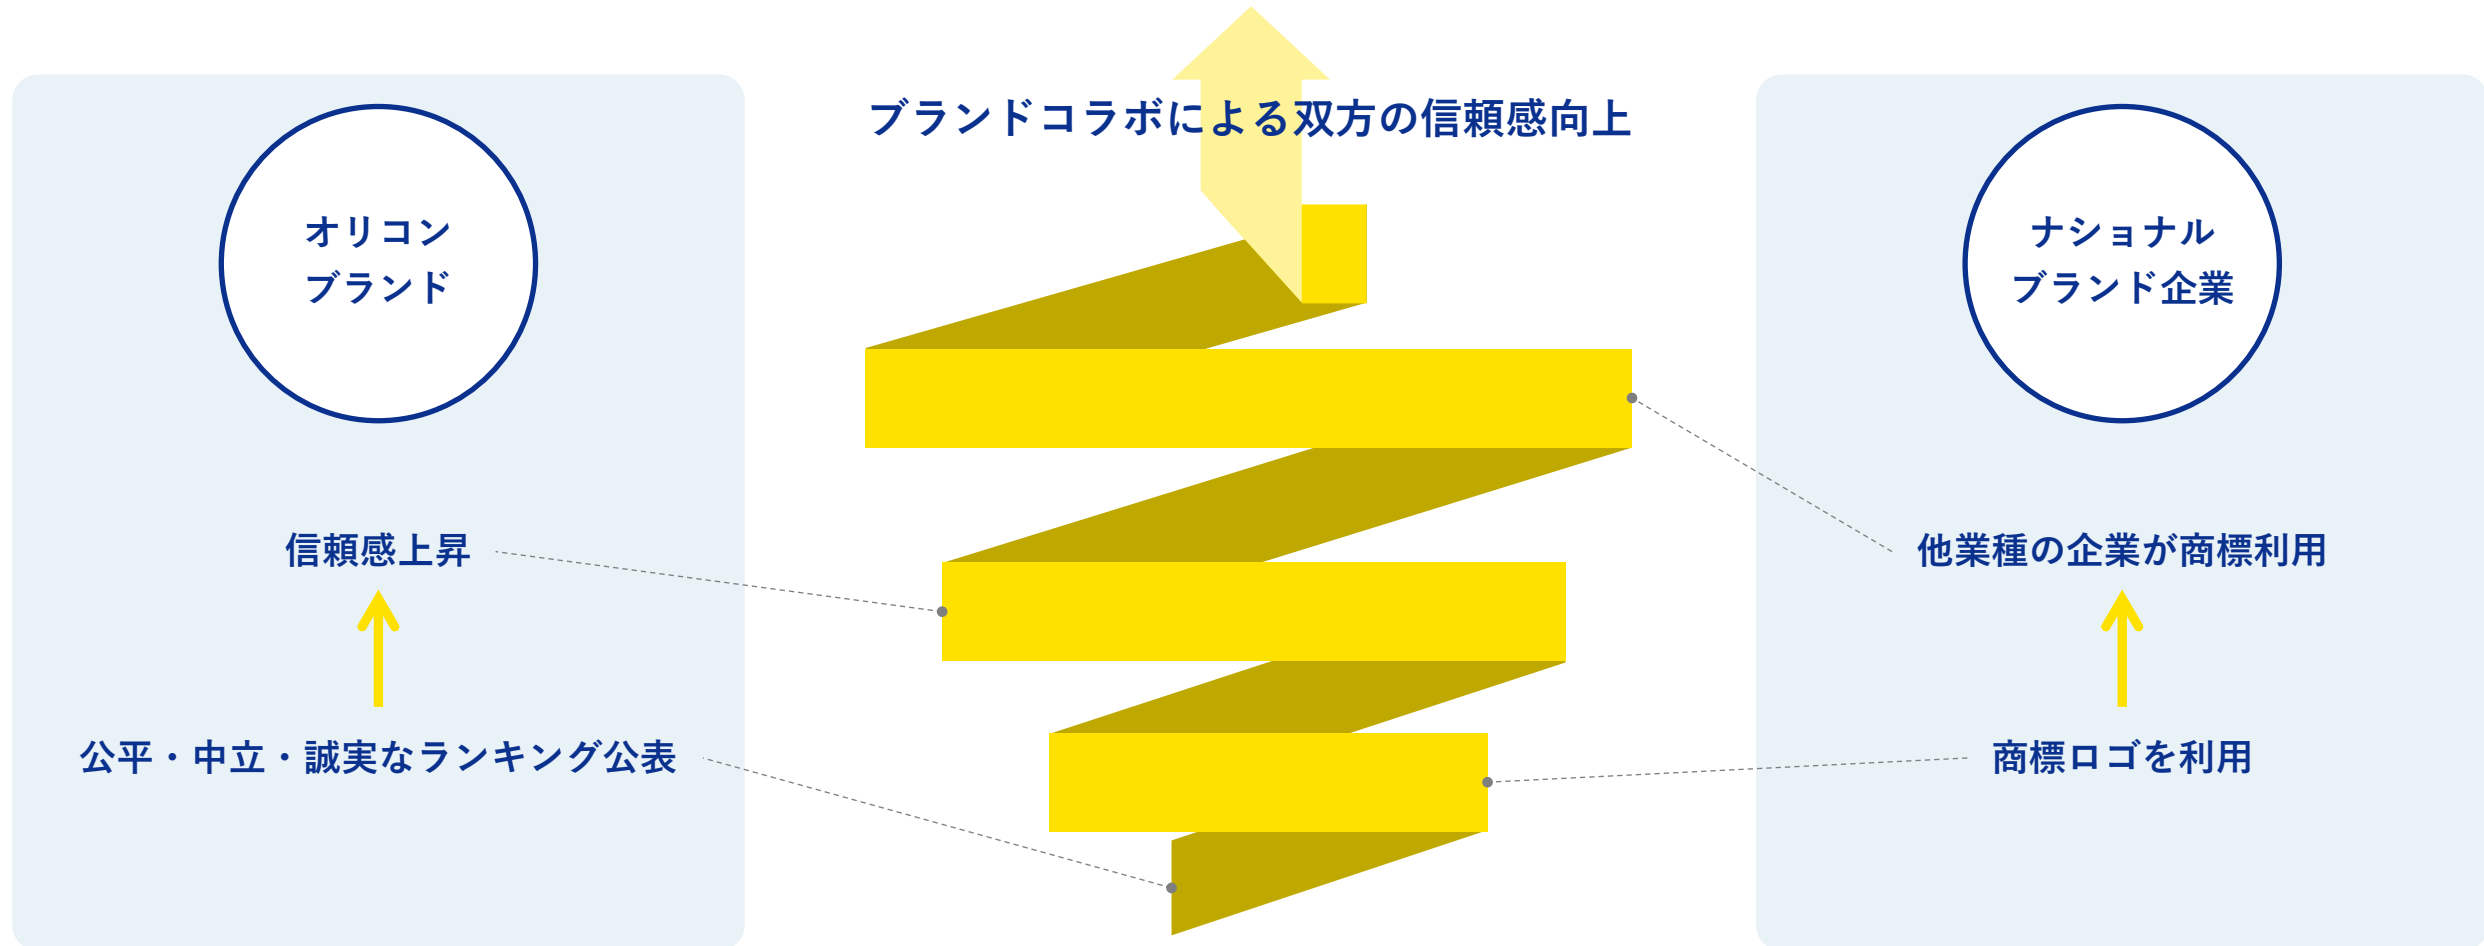 ブランドコラボによる双方の信頼感向上
オリコン
ブランド
信頼感上昇
公平・中立・誠実なランキング公表
ナショナル
ブランド企業
他業種の企業が商標利用
商標ロゴを利用